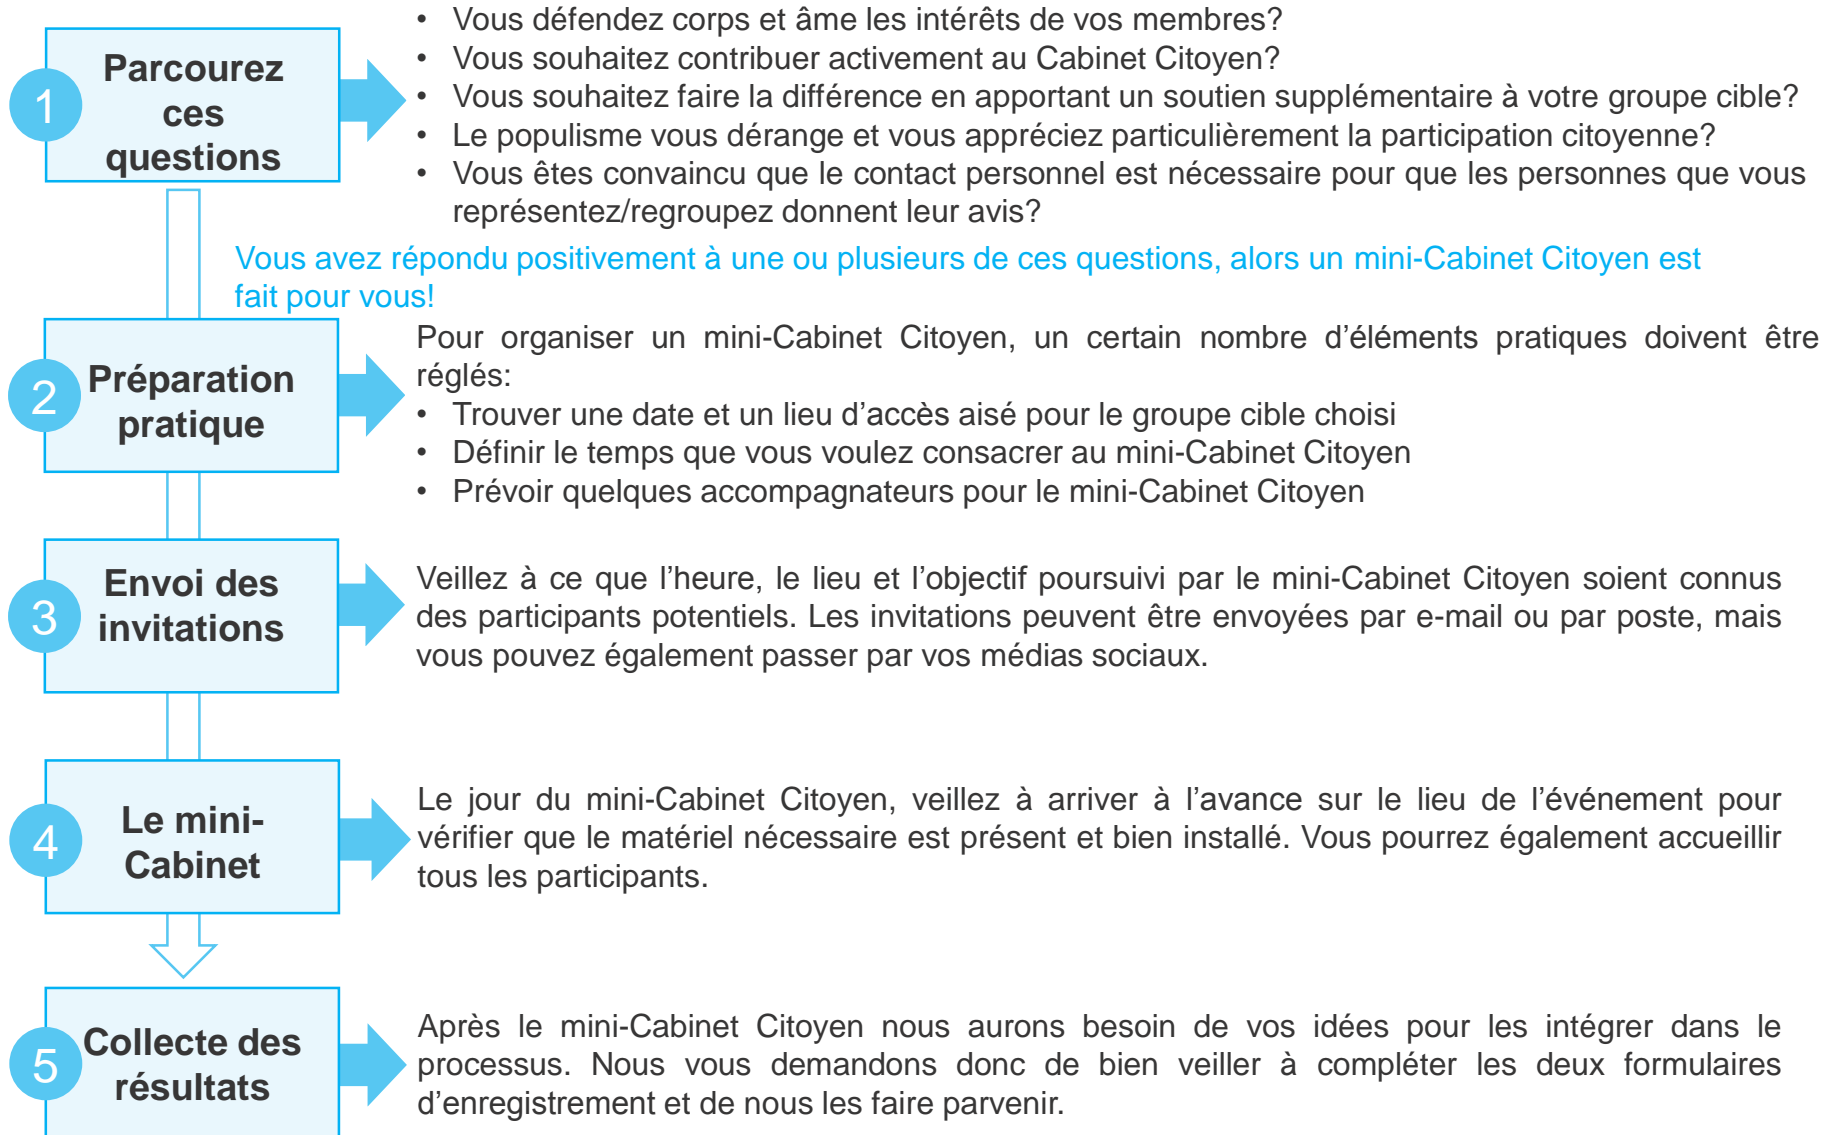 1
Parcourez
ces
questions
• Vous défendez corps et âme les intérêts de vos membres?
• Vous souhaitez contribuer activement au Cabinet Citoyen?
• Vous souhaitez faire la différence en apportant un soutien supplémentaire à votre groupe cible?
• Le populisme vous dérange et vous appréciez particulièrement la participation citoyenne?
• Vous êtes convaincu que le contact personnel est nécessaire pour que les personnes que vous
représentez/regroupez donnent leur avis?
Vous avez répondu positivement à une ou plusieurs de ces questions, alors un mini-Cabinet Citoyen est
fait pour vous!
2
Préparation
pratique
Pour organiser un mini-Cabinet Citoyen, un certain nombre d’éléments pratiques doivent être
réglés:
• Trouver une date et un lieu d’accès aisé pour le groupe cible choisi
• Définir le temps que vous voulez consacrer au mini-Cabinet Citoyen
• Prévoir quelques accompagnateurs pour le mini-Cabinet Citoyen
3
Envoi des
invitations
Veillez à ce que l’heure, le lieu et l’objectif poursuivi par le mini-Cabinet Citoyen soient connus
des participants potentiels. Les invitations peuvent être envoyées par e-mail ou par poste, mais
vous pouvez également passer par vos médias sociaux.
4
Le mini-
Cabinet
Le jour du mini-Cabinet Citoyen, veillez à arriver à l’avance sur le lieu de l’événement pour
vérifier que le matériel nécessaire est présent et bien installé. Vous pourrez également accueillir
tous les participants.
5
Collecte des
résultats
Après le mini-Cabinet Citoyen nous aurons besoin de vos idées pour les intégrer dans le
processus. Nous vous demandons donc de bien veiller à compléter les deux formulaires
d’enregistrement et de nous les faire parvenir.